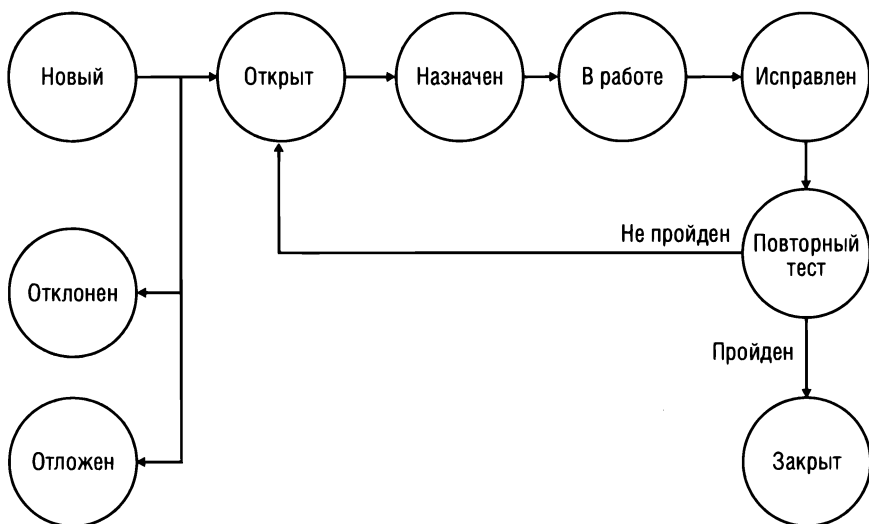 Новый
Открыт
Назначен
В работе
Исправлен
Не пройден
Повторный
тест
Отклонен
Пройден
Отложен
Закрыт